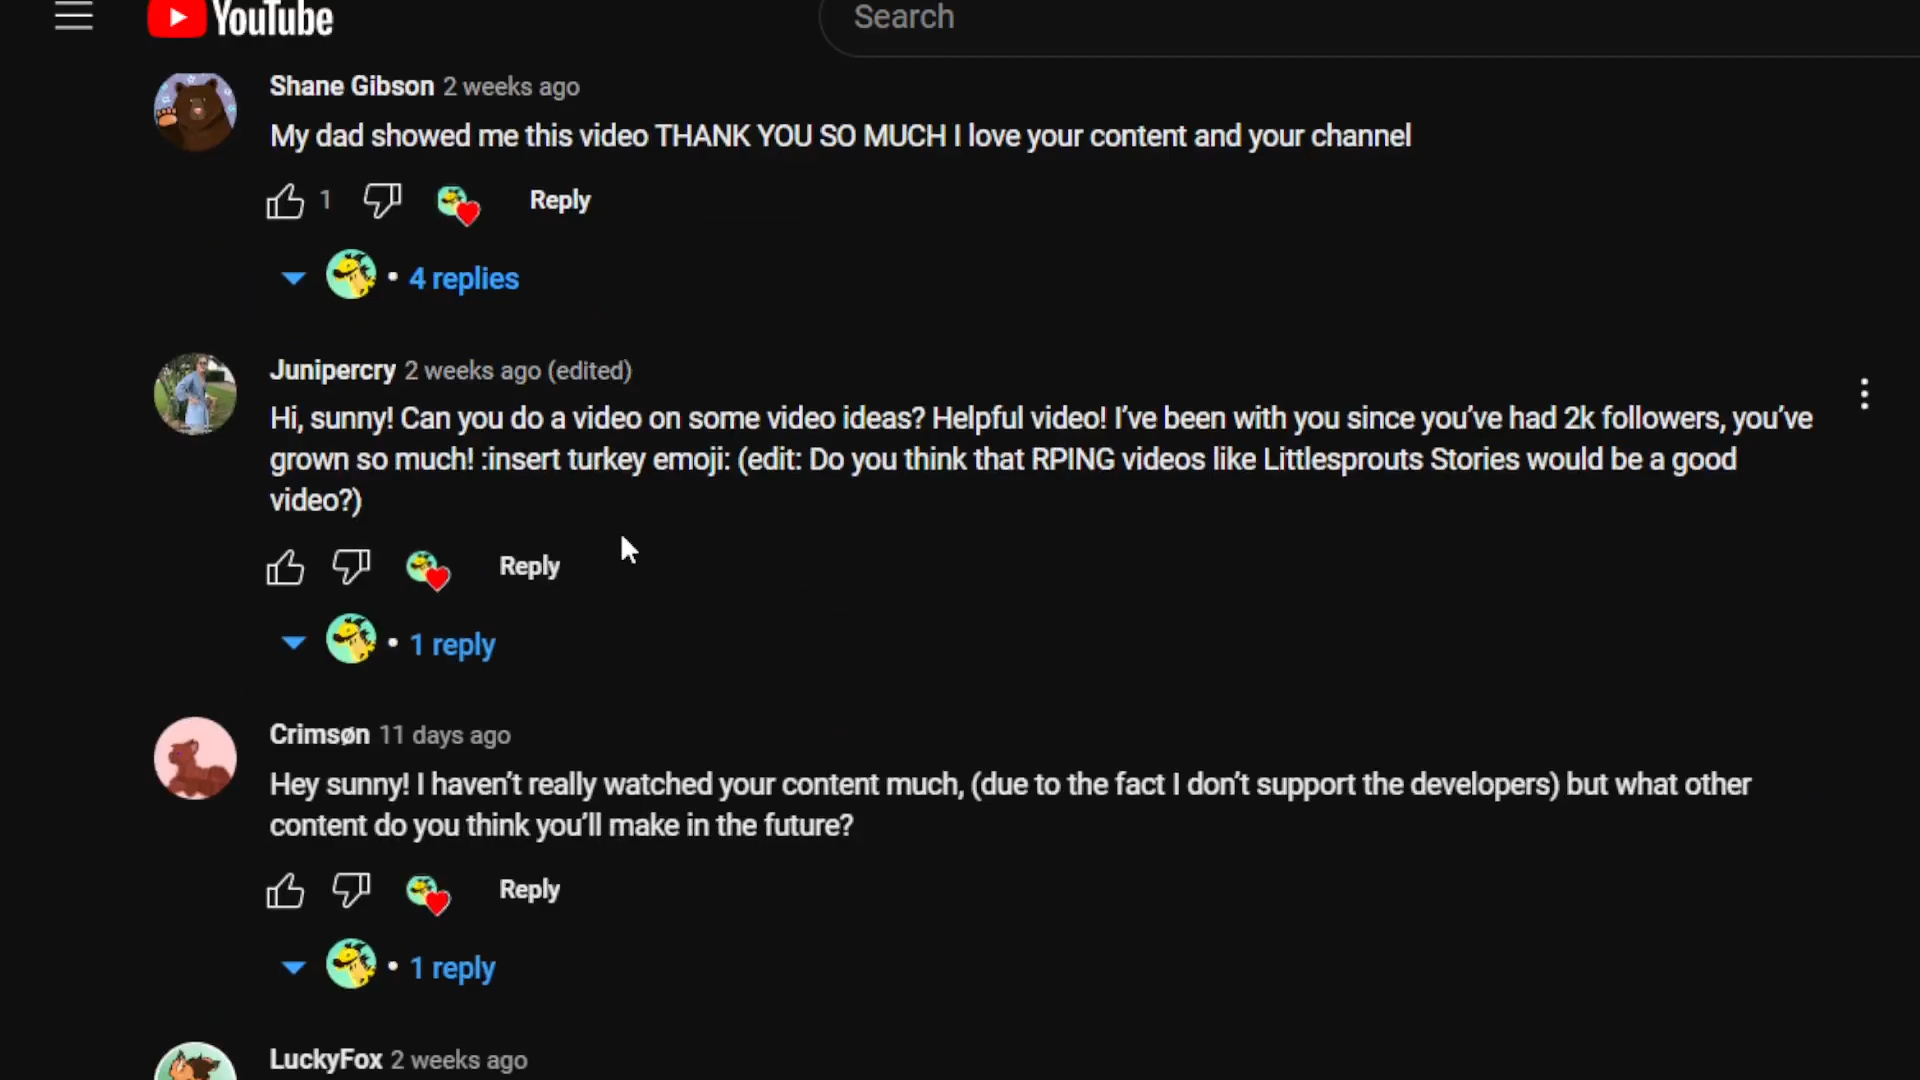 YouTube
Search
Shane Gibson 2 weeks ago
My dad showed me this video THANK YOU SO MUCH I love your content and your channel
1
Reply
• 4 replies
Junipercry 2 weeks ago (edited)
Hi, sunny! Can you do a video on some video ideas? Helpful video! I've been with you since you've had 2k followers, you've
grown so much! :insert turkey emoji: (edit: Do you think that RPING videos like Littlesprouts Stories would be a good
video?)
Reply
• 1 reply
Crimsøn 11 days ago
Hey sunny! I haven't really watched your content much, (due to the fact I don't support the developers) but what other
content do you think you'll make in the future?
Reply
• 1 reply
LuckyFox 2 weeks ago